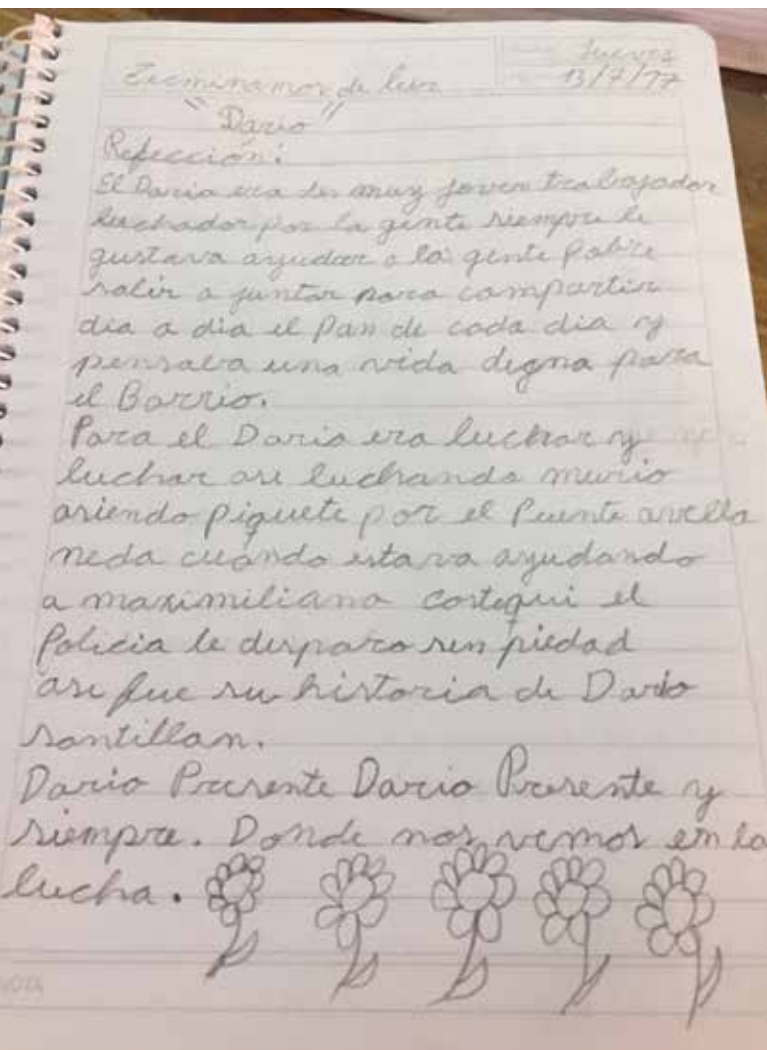 Jueves
13/7/17
Terminamos de leer
"Dario"
Refección:
El Dario era un muy joven trabajador
luchador por la gente siempre le
gustava ayudar a la gente Pobre
salir a juntar para compartir
dia a dia el Pan de cada dia y
pensava una vida digna para
el Barrio.
Para el Dario era luchar y
luchar asi luchando murio
asiendo piquete por el Puente avella
neda cuando estava ayudando
a maximiliano costequi el
Policia le disparo sin piedad
asi fue su historia de Dario
santillan.
Dario Presente Dario Presente y
siempre. Donde nos vemos en la
lucha.